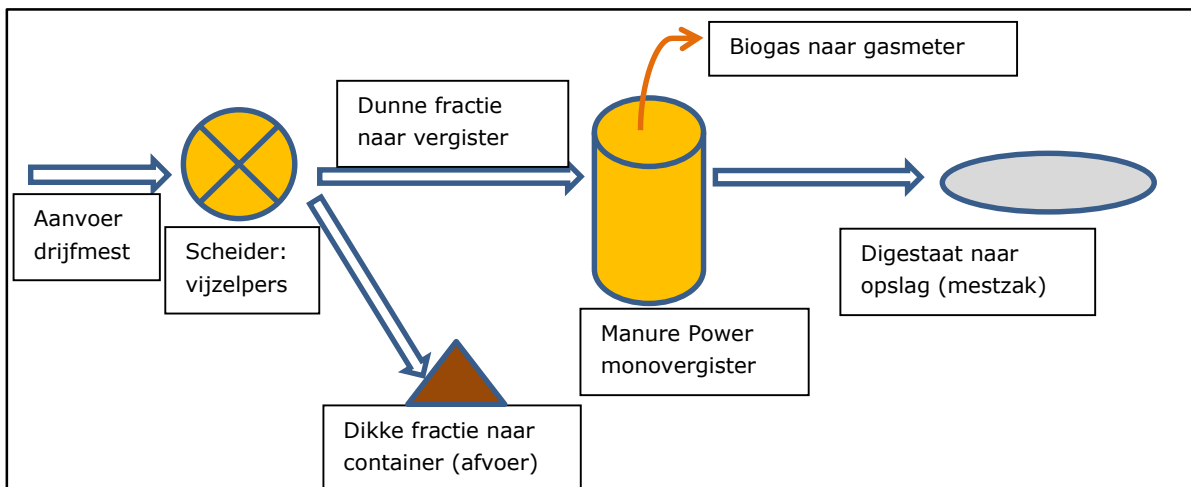 Aanvoer
drijfmest
Scheider:
vijzelpers
Dunne fractie
naar vergister
Dikke fractie naar
container (afvoer)
Biogas naar gasmeter
Manure Power
monovergister
Digestaat naar
opslag (mestzak)